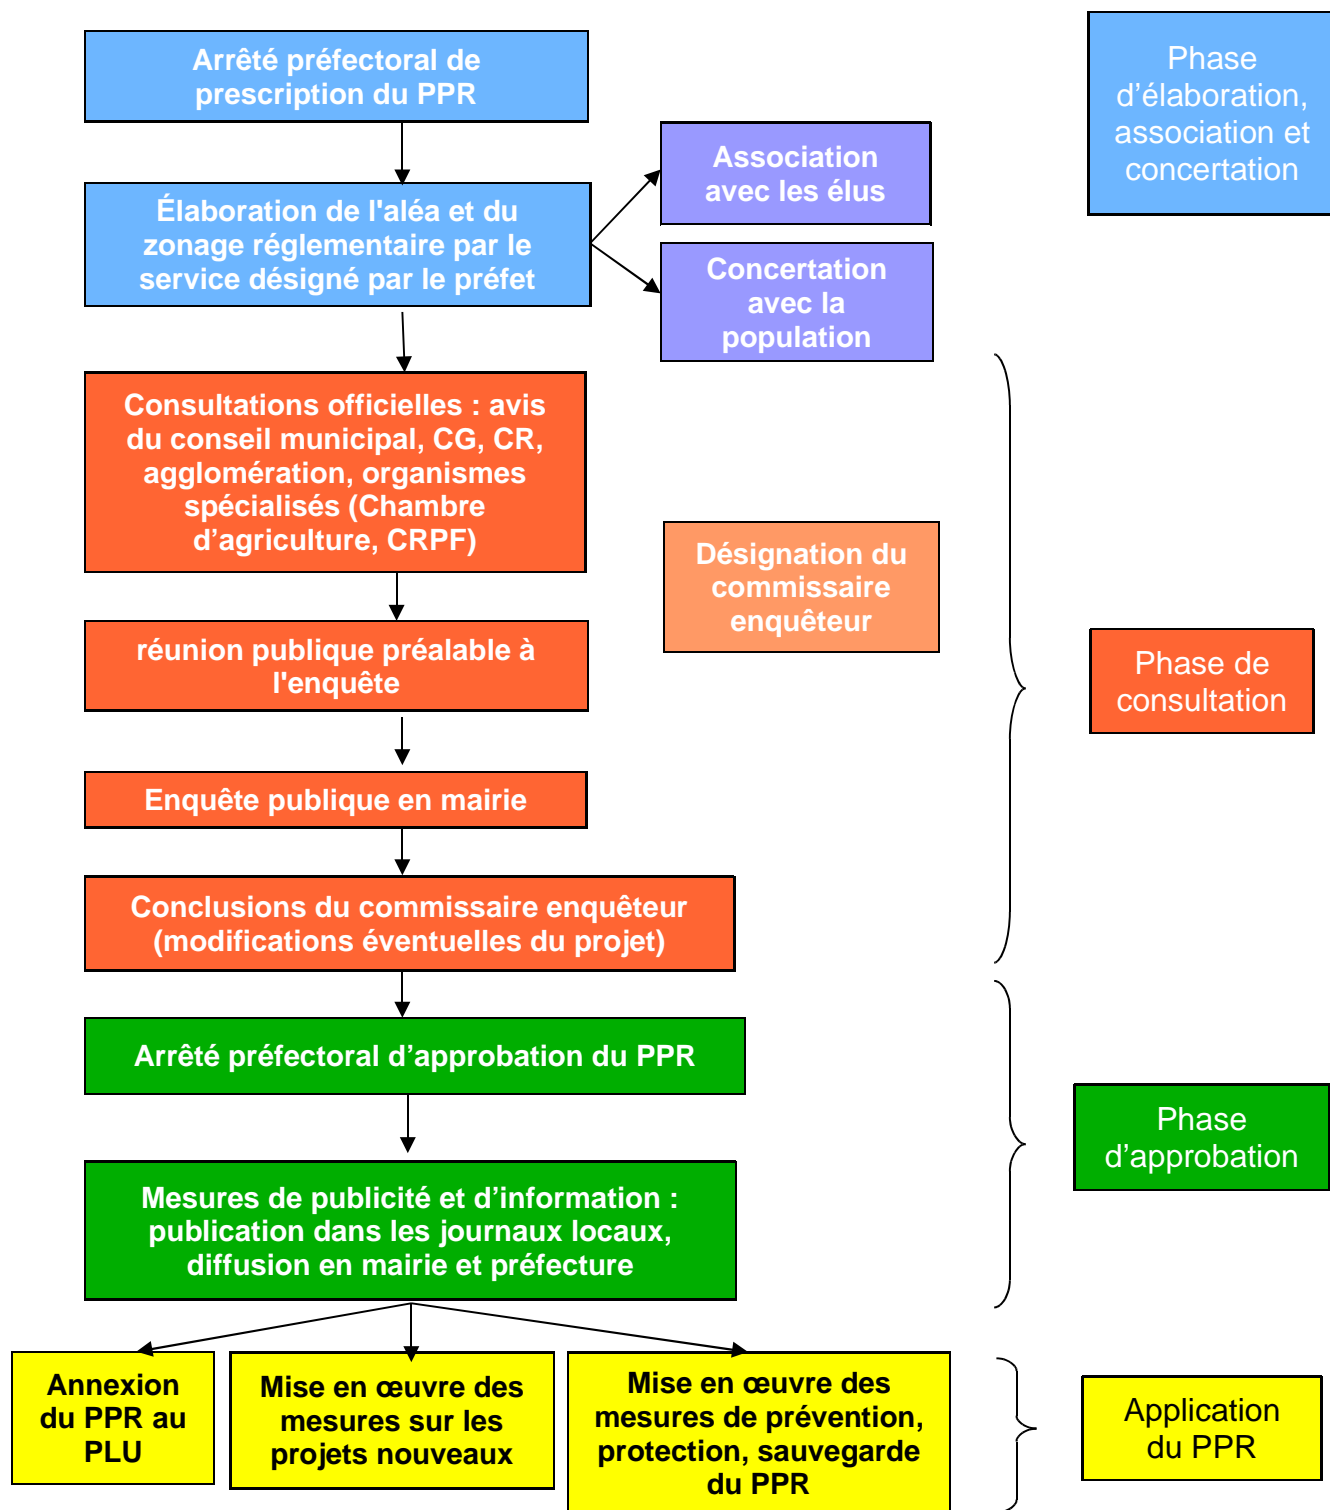 Arrêté préfectoral de
prescription du PPR
Phase
d’élaboration,
association et
concertation
Association
avec les élus
Élaboration de l'aléa et du
zonage réglementaire par le
service désigné par le préfet
Concertation
avec la
population
Consultations officielles : avis
du conseil municipal, CG, CR,
agglomération, organismes
spécialisés (Chambre
d’agriculture, CRPF)
Désignation du
commissaire
enquêteur
réunion publique préalable à
l'enquête
Phase de
consultation
Enquête publique en mairie
Conclusions du commissaire enquêteur
(modifications éventuelles du projet)
Arrêté préfectoral d’approbation du PPR
Phase
d’approbation
Mesures de publicité et d’information :
publication dans les journaux locaux,
diffusion en mairie et préfecture
Annexion
du PPR au
PLU
Mise en œuvre des
mesures sur les
projets nouveaux
Mise en œuvre des
mesures de prévention,
protection, sauvegarde
du PPR
Application
du PPR